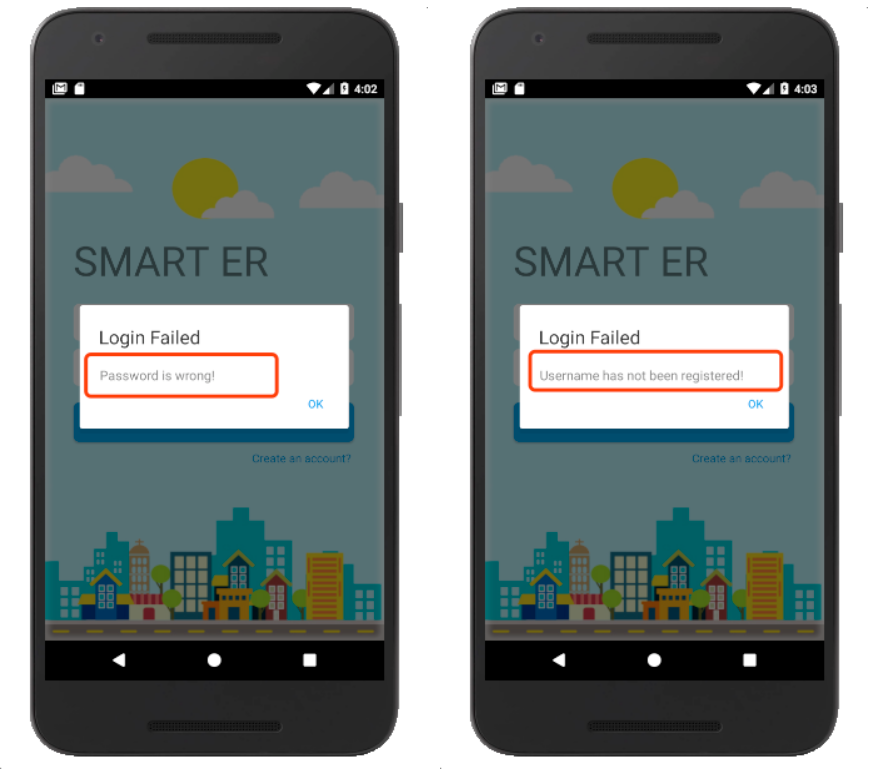 4:02
SMART ER
Login Failed
Password is wrong!
OK
Create an account?
4:03
SMART ER
Login Failed
Username has not been registered!
OK
Create an account?